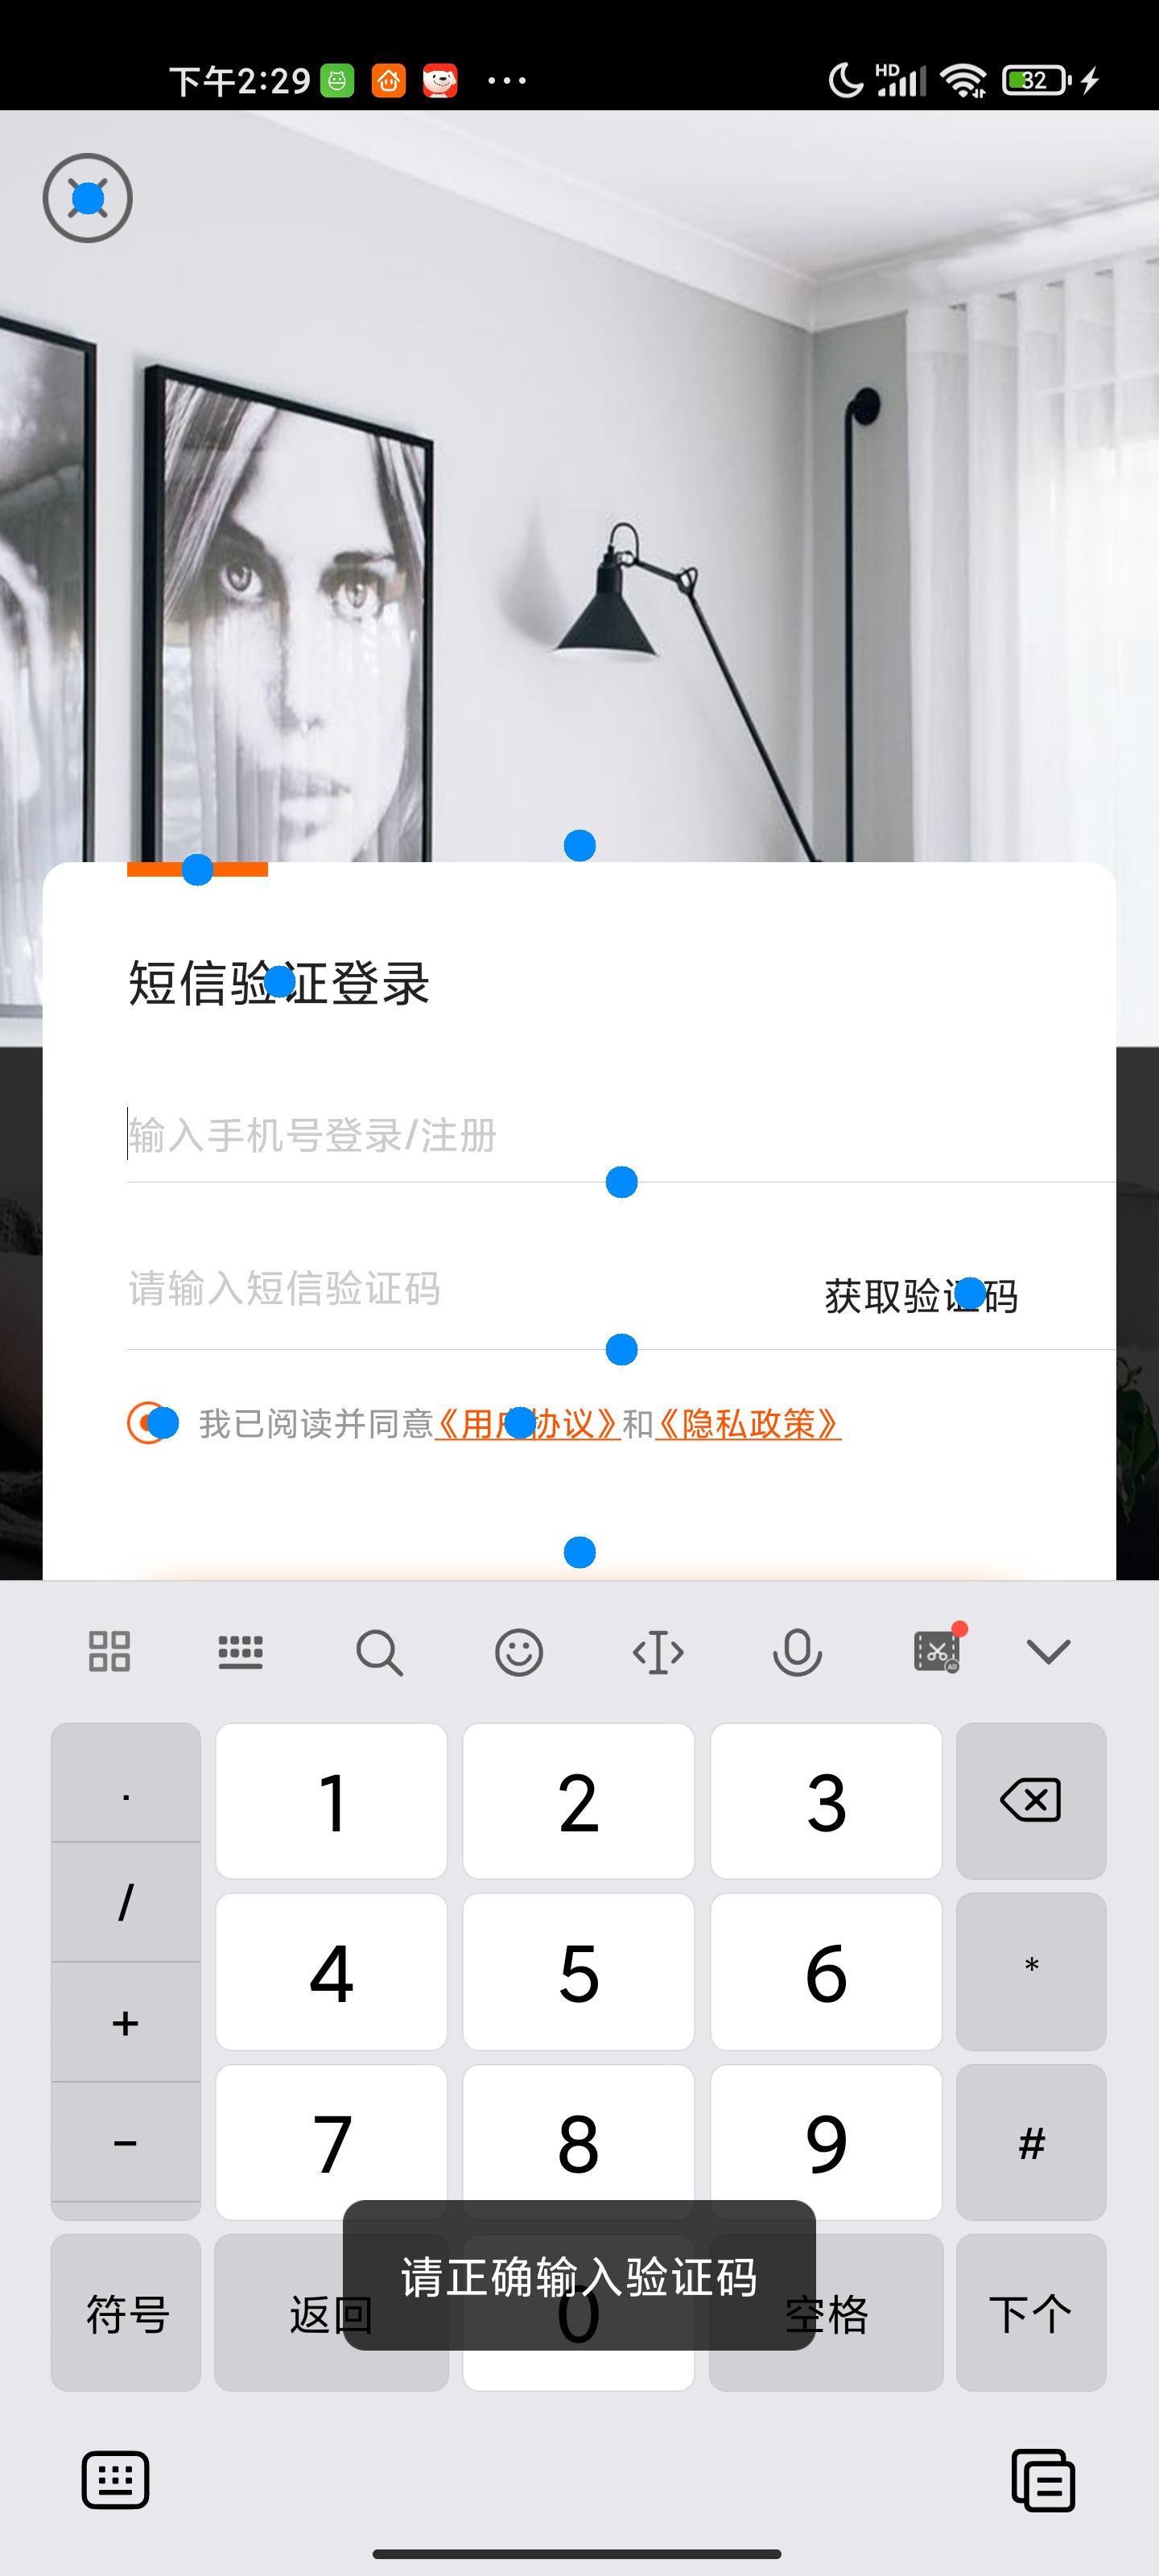 下午2:29 ... HD 32
短信验证登录
输入手机号登录/注册
请输入短信验证码 获取验证码
我已阅读并同意《用户协议》和《隐私政策》
AD
. 1 2 3
/ 4 5 6 *
+
- 7 8 9 #
请正确输入验证码
符号 返回 0 空格 下个